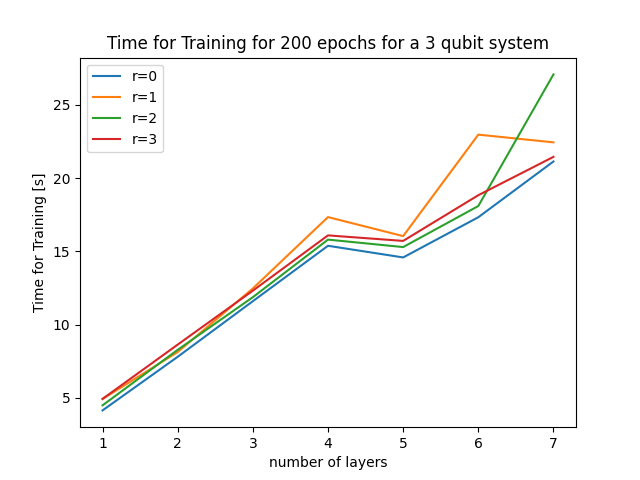 Time for Training for 200 epochs for a 3 qubit system
r=0
r=1
r=2
r=3
Time for Training [s]
25
20
15
10
5
1 2 3 4 5 6 7
number of layers